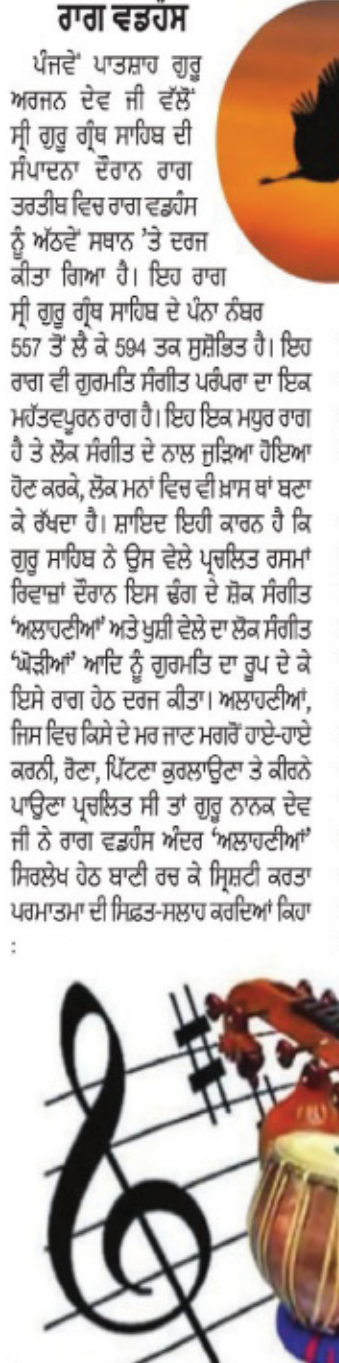 ਰਾਗ ਵਡਹੰਸ
ਪੰਜਵੇਂ ਪਾਤਸ਼ਾਹ ਗੁਰੂ
ਅਰਜਨ ਦੇਵ ਜੀ ਵੱਲੋਂ
ਸ੍ਰੀ ਗੁਰੂ ਗ੍ਰੰਥ ਸਾਹਿਬ ਦੀ
ਸੰਪਾਦਨਾ ਦੌਰਾਨ ਰਾਗ
ਤਰਤੀਬ ਵਿਚ ਰਾਗ ਵਡਹੰਸ
ਨੂੰ ਅੱਠਵੇਂ ਸਥਾਨ ’ਤੇ ਦਰਜ
ਕੀਤਾ ਗਿਆ ਹੈ। ਇਹ ਰਾਗ
ਸ੍ਰੀ ਗੁਰੂ ਗ੍ਰੰਥ ਸਾਹਿਬ ਦੇ ਪੰਨਾ ਨੰਬਰ
557 ਤੋਂ ਲੈ ਕੇ 594 ਤਕ ਸੁਸ਼ੋਭਿਤ ਹੈ। ਇਹ
ਰਾਗ ਵੀ ਗੁਰਮਤਿ ਸੰਗੀਤ ਪਰੰਪਰਾ ਦਾ ਇਕ
ਮਹੱਤਵਪੂਰਨ ਰਾਗ ਹੈ। ਇਹ ਇਕ ਮਧੁਰ ਰਾਗ
ਹੈ ਤੇ ਲੋਕ ਸੰਗੀਤ ਦੇ ਨਾਲ ਜੁੜਿਆ ਹੋਇਆ
ਹੋਣ ਕਰਕੇ, ਲੋਕ ਮਨਾਂ ਵਿਚ ਵੀ ਖ਼ਾਸ ਥਾਂ ਬਣਾ
ਕੇ ਰੱਖਦਾ ਹੈ। ਸ਼ਾਇਦ ਇਹੀ ਕਾਰਨ ਹੈ ਕਿ
ਗੁਰੂ ਸਾਹਿਬ ਨੇ ਉਸ ਵੇਲੇ ਪ੍ਰਚਲਿਤ ਰਸਮਾਂ
ਰਿਵਾਜ਼ਾਂ ਦੌਰਾਨ ਇਸ ਢੰਗ ਦੇ ਸ਼ੋਕ ਸੰਗੀਤ
‘ਅਲਾਹਣੀਆਂ’ ਅਤੇ ਖੁਸ਼ੀ ਵੇਲੇ ਦਾ ਲੋਕ ਸੰਗੀਤ
‘ਘੋੜੀਆਂ’ ਆਦਿ ਨੂੰ ਗੁਰਮਤਿ ਦਾ ਰੂਪ ਦੇ ਕੇ
ਇਸੇ ਰਾਗ ਹੇਠ ਦਰਜ ਕੀਤਾ। ਅਲਾਹਣੀਆਂ,
ਜਿਸ ਵਿਚ ਕਿਸੇ ਦੇ ਮਰ ਜਾਣ ਮਗਰੋਂ ਹਾਏ-ਹਾਏ
ਕਰਨੀ, ਰੋਣਾ, ਪਿੱਟਣਾ ਕੁਰਲਾਉਣਾ ਤੇ ਕੀਰਨੇ
ਪਾਉਣਾ ਪ੍ਰਚਲਿਤ ਸੀ ਤਾਂ ਗੁਰੂ ਨਾਨਕ ਦੇਵ
ਜੀ ਨੇ ਰਾਗ ਵਡਹੰਸ ਅੰਦਰ ‘ਅਲਾਹਣੀਆਂ’
ਸਿਰਲੇਖ ਹੇਠ ਬਾਣੀ ਰਚ ਕੇ ਸ੍ਰਿਸ਼ਟੀ ਕਰਤਾ
ਪਰਮਾਤਮਾ ਦੀ ਸਿਫ਼ਤ-ਸਲਾਹ ਕਰਦਿਆਂ ਕਿਹਾ
: